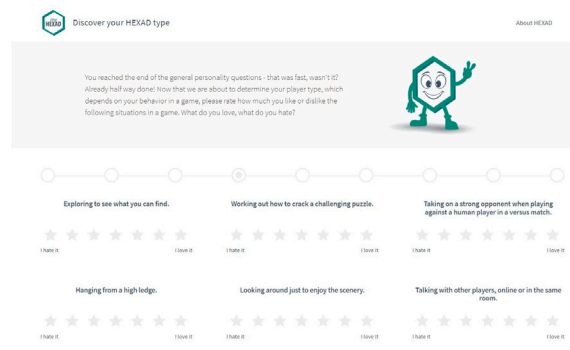 HEXAD
Discover your HEXAD type
About HEXAD
You reached the end of the general personality questions - that was fast, wasn't it?
Already half way done! Now that we are about to determine your player type, which
depends on your behavior in a game, please rate how much you like or dislike the
following situations in a game. What do you love, what do you hate?
Exploring to see what you can find.
Working out how to crack a challenging puzzle.
Taking on a strong opponent when playing
against a human player in a versus match.
I hate it
I love it
I hate it
I love it
I hate it
I love it
Hanging from a high ledge.
Looking around just to enjoy the scenery.
Talking with other players, online or in the same
room.
I hate it
I love it
I hate it
I love it
I hate it
I love it